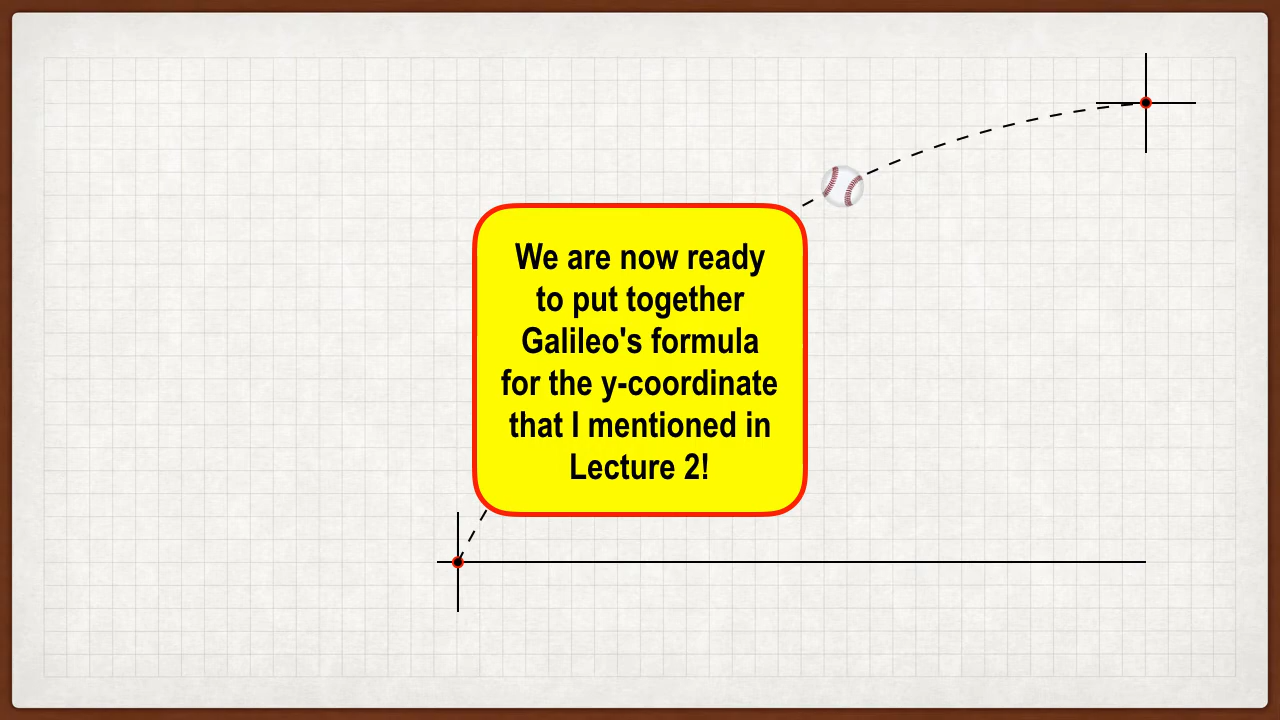 We are now ready
to put together
Galileo's formula
for the y-coordinate
that I mentioned in
Lecture 2!